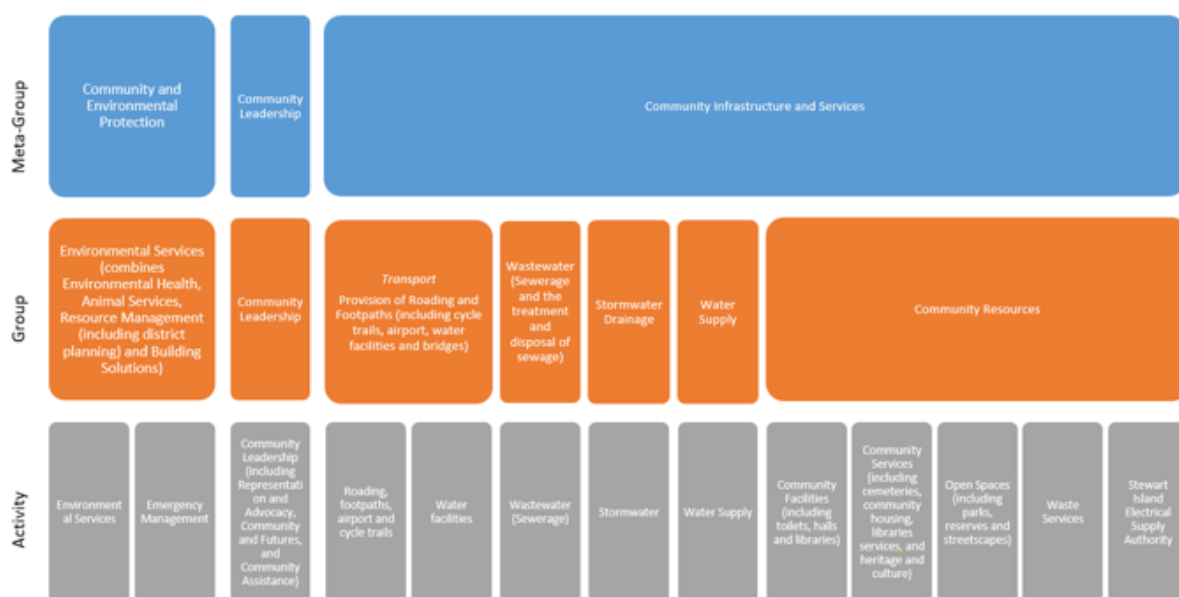 Meta-Group
Community and
Environmental
Protection
Community
Leadership
Community Infrastructure and Services
Group
Environmental Services
(combines
Environmental Health,
Animal Services,
Resource Management
(including district
planning) and Building
Solutions)
Community
Leadership
Transport
Provision of Roading and
Footpaths (including cycle
trails, airport, water
facilities and bridges)
Wastewater
(Sewerage
and the
treatment
and
disposal of
sewage)
Stormwater
Drainage
Water
Supply
Community Resources
Activity
Environment
al Services
Emergency
Management
Community
Leadership
(including
Representati
on and
Advocacy,
Community
and Futures,
and
Community
Assistance)
Roading,
footpaths,
airport and
cycle trails
Water
facilities
Wastewater
(Sewerage)
Stormwater
Water Supply
Community
Facilities
(including
toilets, halls
and libraries)
Community
Services
(including
cemeteries,
community
housing,
libraries
services, and
heritage and
culture)
Open Spaces
(including
parks,
reserves and
streetscapes)
Waste
Services
Stewart
Island
Electrical
Supply
Authority